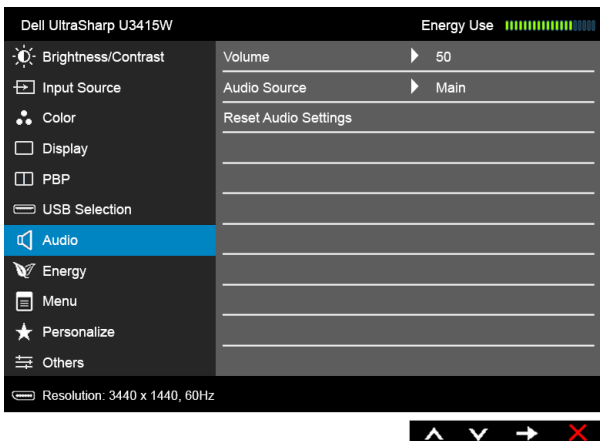 Dell UltraSharp U3415W Energy Use
Brightness/Contrast Volume 50
Input Source Audio Source Main
Color Reset Audio Settings
Display
PBP
USB Selection
Audio
Energy
Menu
Personalize
Others
Resolution: 3440 x 1440, 60Hz